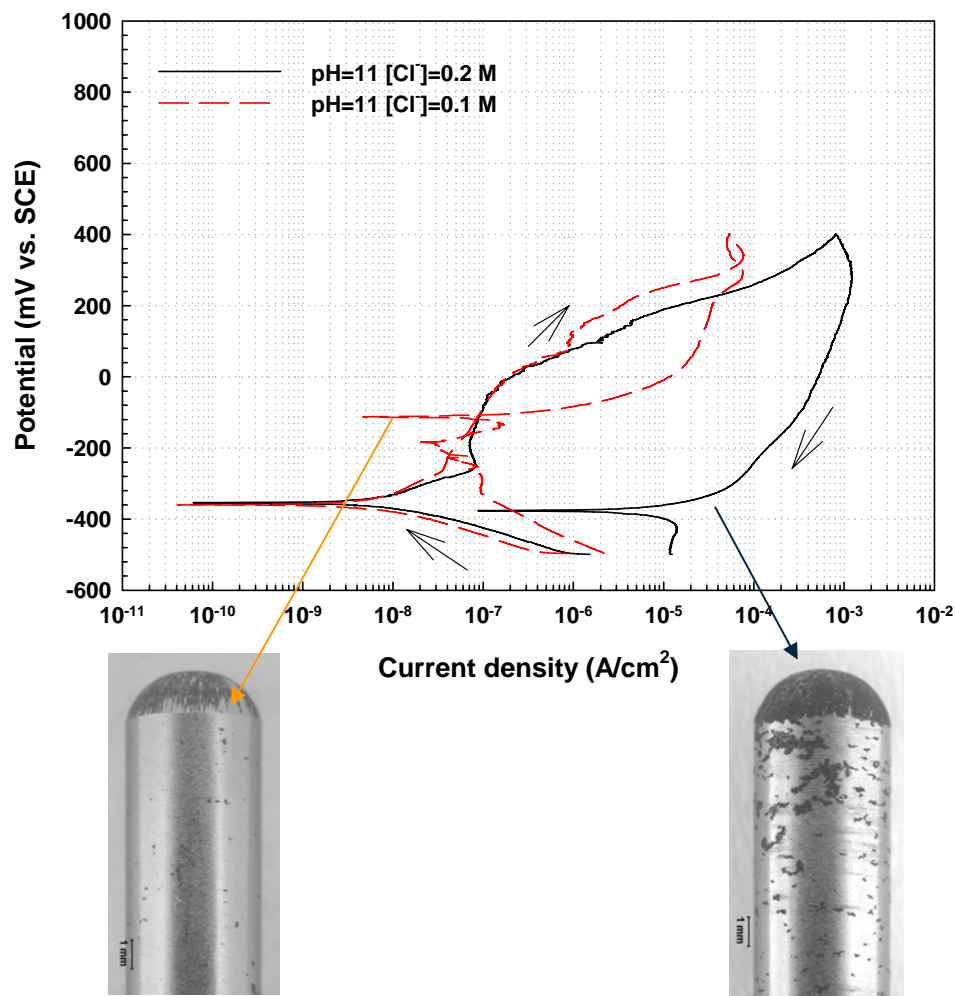 1000
800
600
400
200
0
-200
-400
-600
Potential (mV vs. SCE)
pH=11 [Cl⁻]=0.2 M
pH=11 [Cl⁻]=0.1 M
10⁻¹¹ 10⁻¹⁰ 10⁻⁹ 10⁻⁸ 10⁻⁷ 10⁻⁶ 10⁻⁵ 10⁻⁴ 10⁻³ 10⁻²
Current density (A/cm²)
1 mm
1 mm